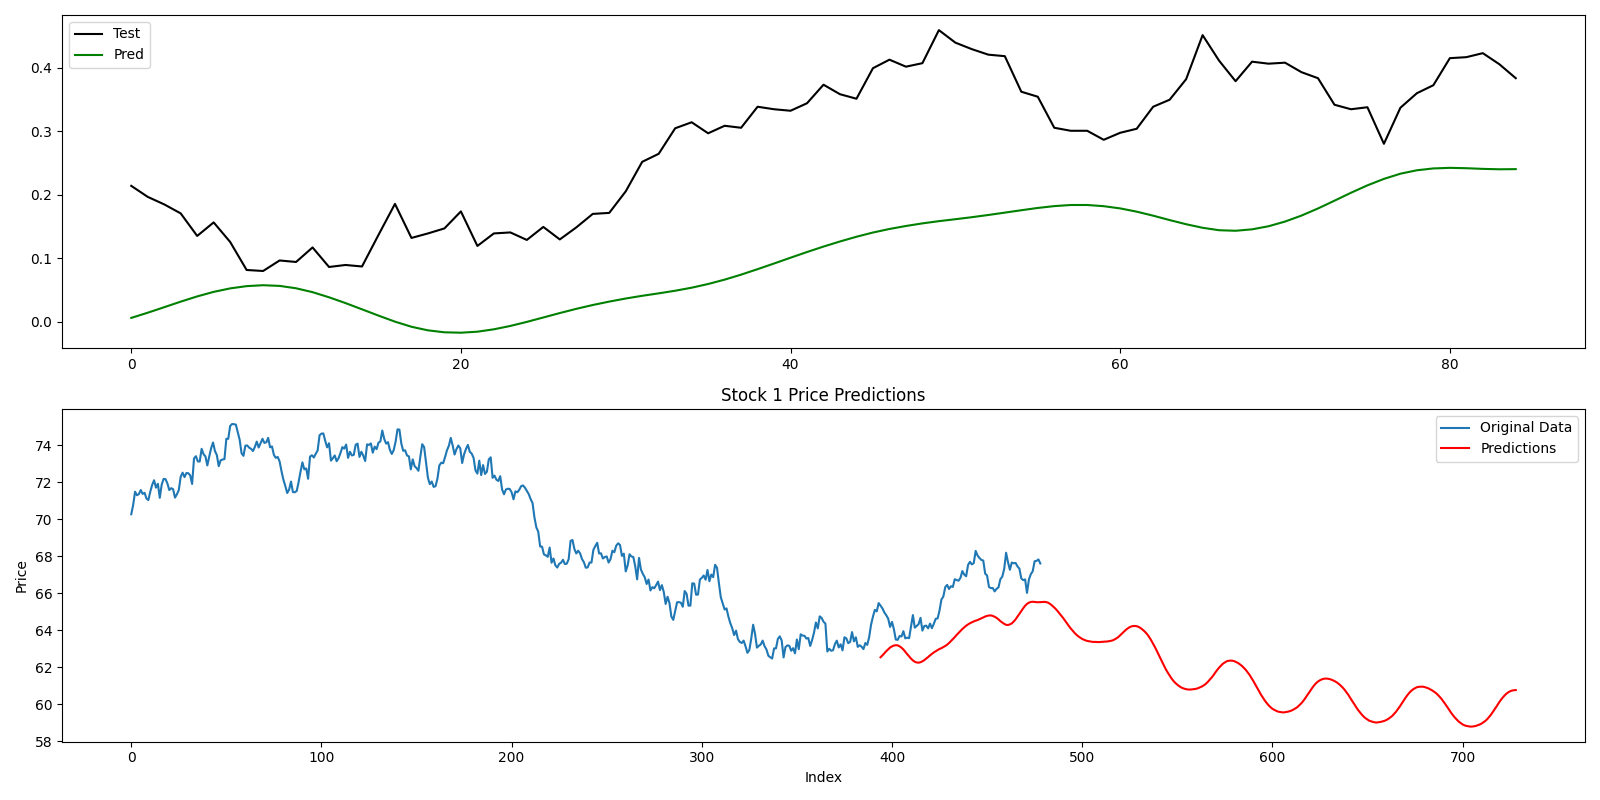 Test
Pred
0.4
0.3
0.2
0.1
0.0
0 20 40 60 80
Stock 1 Price Predictions
Original Data
Predictions
Price
74
72
70
68
66
64
62
60
58
0 100 200 300 400 500 600 700
Index